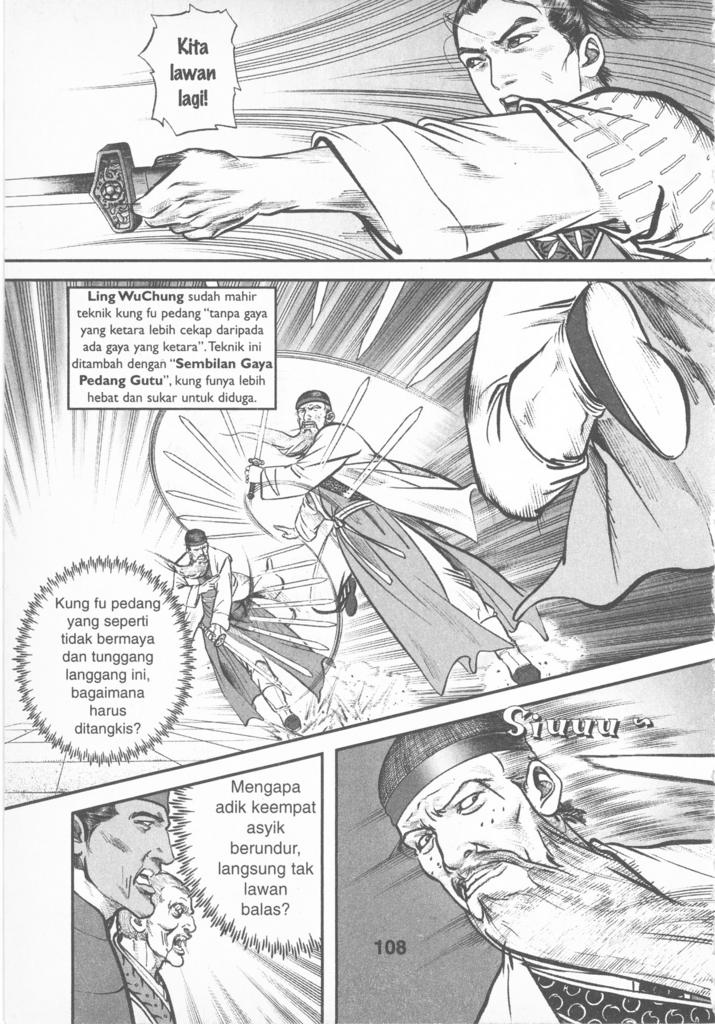 Kita
lawan
lagi!
Ling WuChung sudah mahir
teknik kung fu pedang “tanpa gaya
yang ketara lebih cekap daripada
ada gaya yang ketara”. Teknik ini
ditambah dengan “Sembilan Gaya
Pedang Gutu”, kung funya lebih
hebat dan sukar untuk diduga.
Kung fu pedang
yang seperti
tidak bermaya
dan tunggang
langgang ini,
bagaimana
harus
ditangkis?
Siuuu ~
Mengapa
adik keempat
asyik
berundur,
langsung tak
lawan
balas?
108